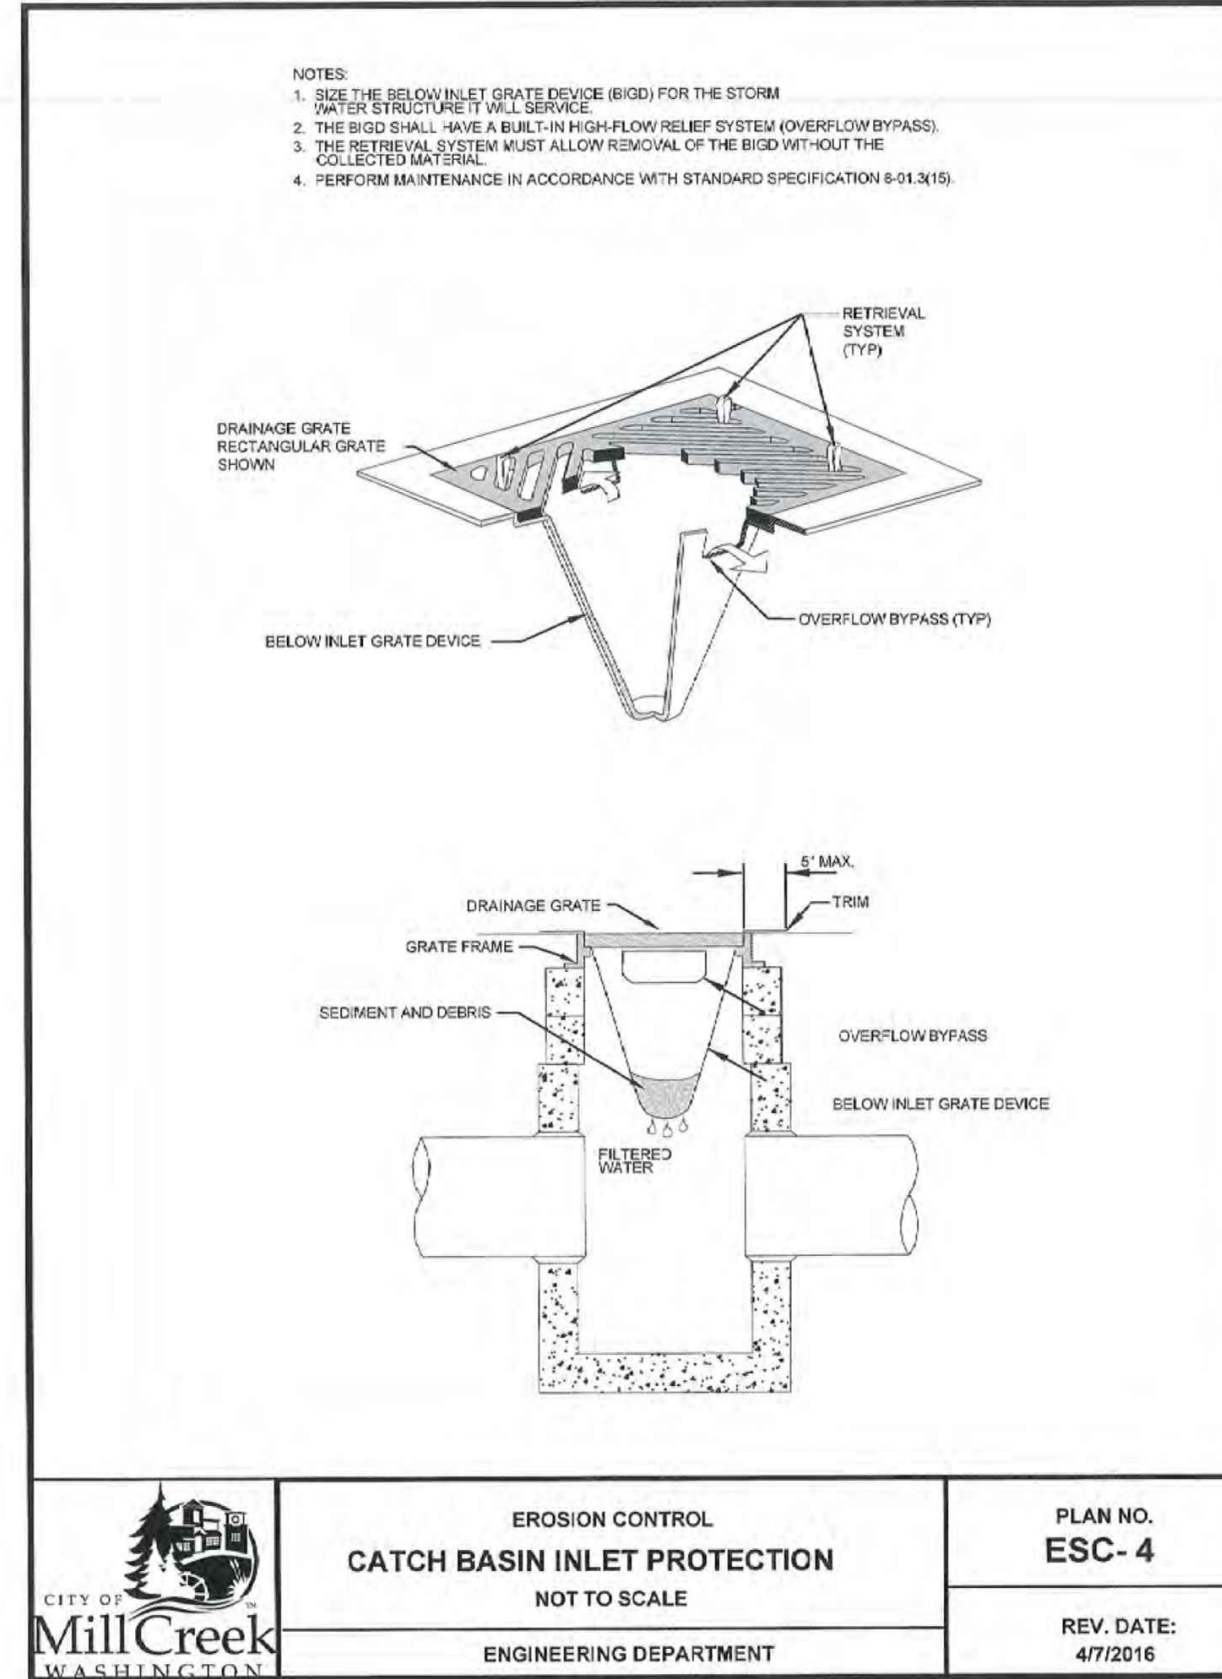 NOTES:
1. SIZE THE BELOW INLET GRATE DEVICE (BIGD) FOR THE STORM
WATER STRUCTURE IT WILL SERVICE.
2. THE BIGD SHALL HAVE A BUILT-IN HIGH-FLOW RELIEF SYSTEM (OVERFLOW BYPASS).
3. THE RETRIEVAL SYSTEM MUST ALLOW REMOVAL OF THE BIGD WITHOUT THE
COLLECTED MATERIAL.
4. PERFORM MAINTENANCE IN ACCORDANCE WITH STANDARD SPECIFICATION 8-01.3(15).
RETRIEVAL
SYSTEM
(TYP)
DRAINAGE GRATE
RECTANGULAR GRATE
SHOWN
OVERFLOW BYPASS (TYP)
BELOW INLET GRATE DEVICE
5" MAX.
DRAINAGE GRATE
TRIM
GRATE FRAME
SEDIMENT AND DEBRIS
OVERFLOW BYPASS
BELOW INLET GRATE DEVICE
FILTERED
WATER
CITY OF
Mill Creek
WASHINGTON
TM
EROSION CONTROL
CATCH BASIN INLET PROTECTION
NOT TO SCALE
ENGINEERING DEPARTMENT
PLAN NO.
ESC- 4
REV. DATE:
4/7/2016